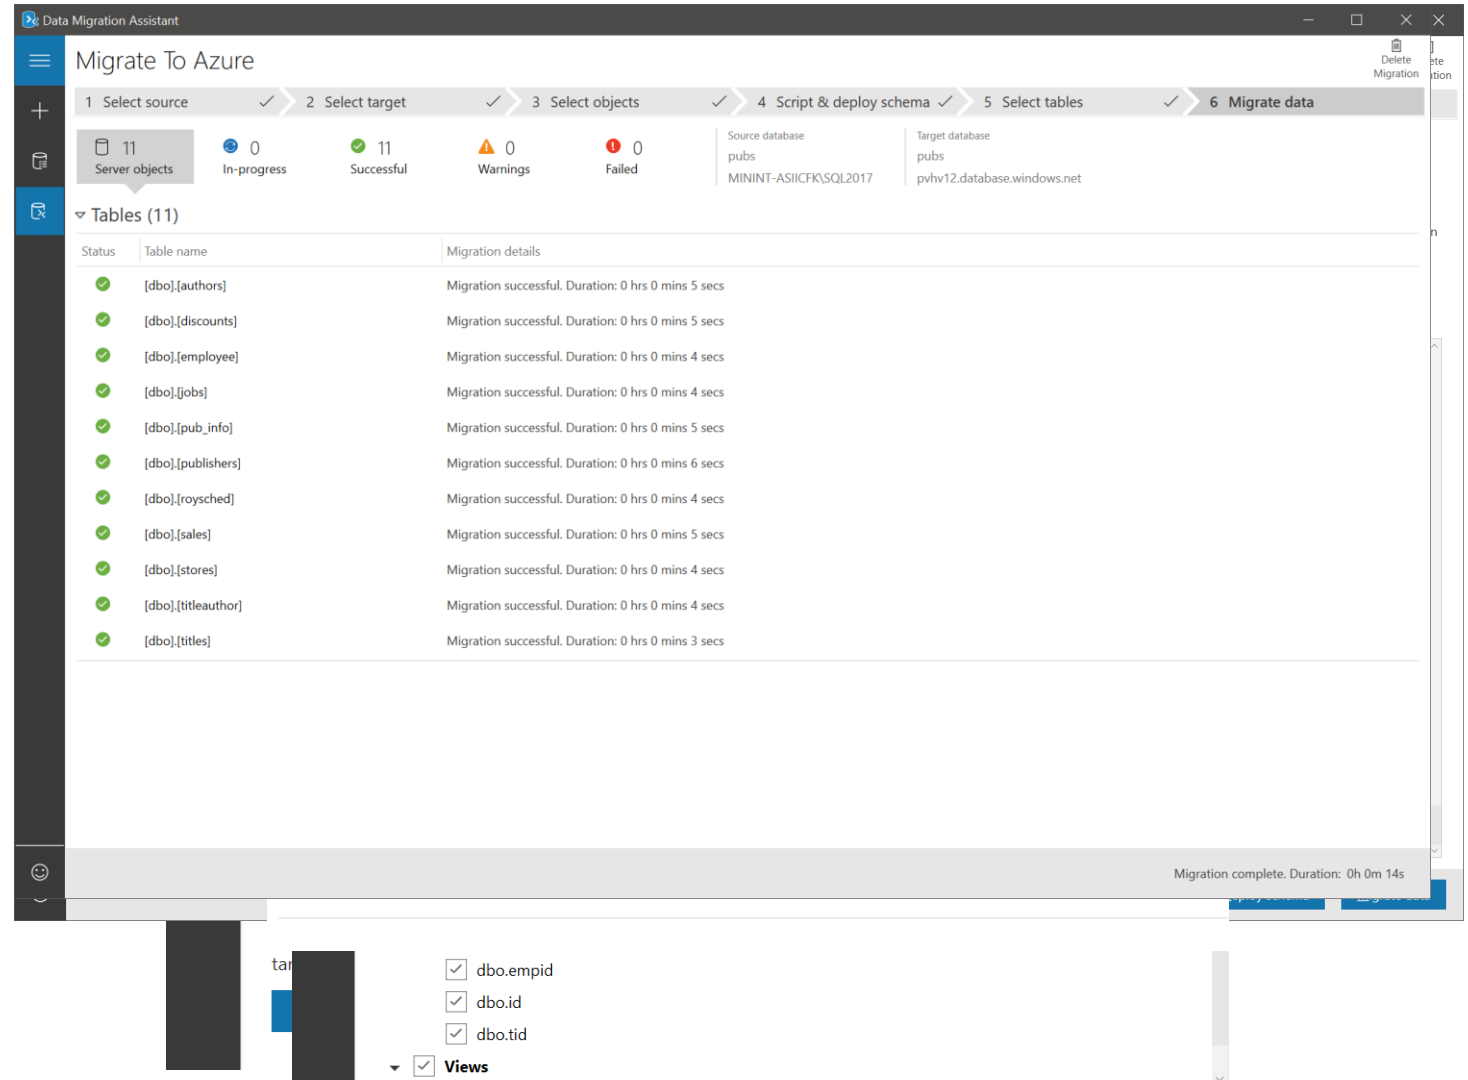 Data Migration Assistant
Migrate To Azure
Delete
Migration
ete
ation
1 Select source
2 Select target
3 Select objects
4 Script & deploy schema
5 Select tables
6 Migrate data
11
Server objects
0
In-progress
11
Successful
0
Warnings
0
Failed
Source database
pubs
MININT-ASIICFK\SQL2017
Target database
pubs
pvhv12.database.windows.net
n
Tables (11)
Status Table name Migration details
[dbo].[authors] Migration successful. Duration: 0 hrs 0 mins 5 secs
[dbo].[discounts] Migration successful. Duration: 0 hrs 0 mins 5 secs
[dbo].[employee] Migration successful. Duration: 0 hrs 0 mins 4 secs
[dbo].[jobs] Migration successful. Duration: 0 hrs 0 mins 4 secs
[dbo].[pub_info] Migration successful. Duration: 0 hrs 0 mins 5 secs
[dbo].[publishers] Migration successful. Duration: 0 hrs 0 mins 6 secs
[dbo].[roysched] Migration successful. Duration: 0 hrs 0 mins 4 secs
[dbo].[sales] Migration successful. Duration: 0 hrs 0 mins 5 secs
[dbo].[stores] Migration successful. Duration: 0 hrs 0 mins 4 secs
[dbo].[titleauthor] Migration successful. Duration: 0 hrs 0 mins 4 secs
[dbo].[titles] Migration successful. Duration: 0 hrs 0 mins 3 secs
Migration complete. Duration: 0h 0m 14s
tar
dbo.empid
dbo.id
dbo.tid
Views